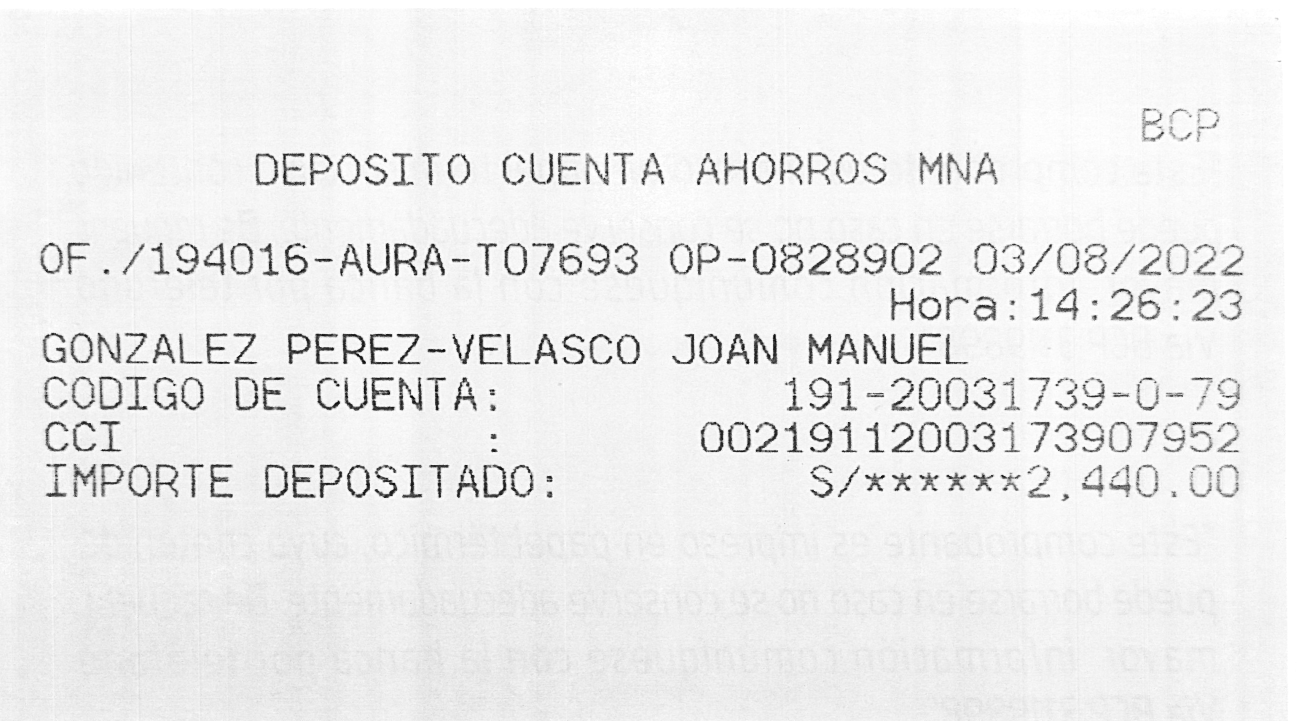 BCP
DEPOSITO CUENTA AHORROS MNA
OF./194016-AURA-T07693 OP-0828902 03/08/2022
Hora:14:26:23
GONZALEZ PEREZ-VELASCO JOAN MANUEL
CODIGO DE CUENTA: 191-20031739-0-79
CCI : 00219112003173907952
IMPORTE DEPOSITADO: S/******2,440.00